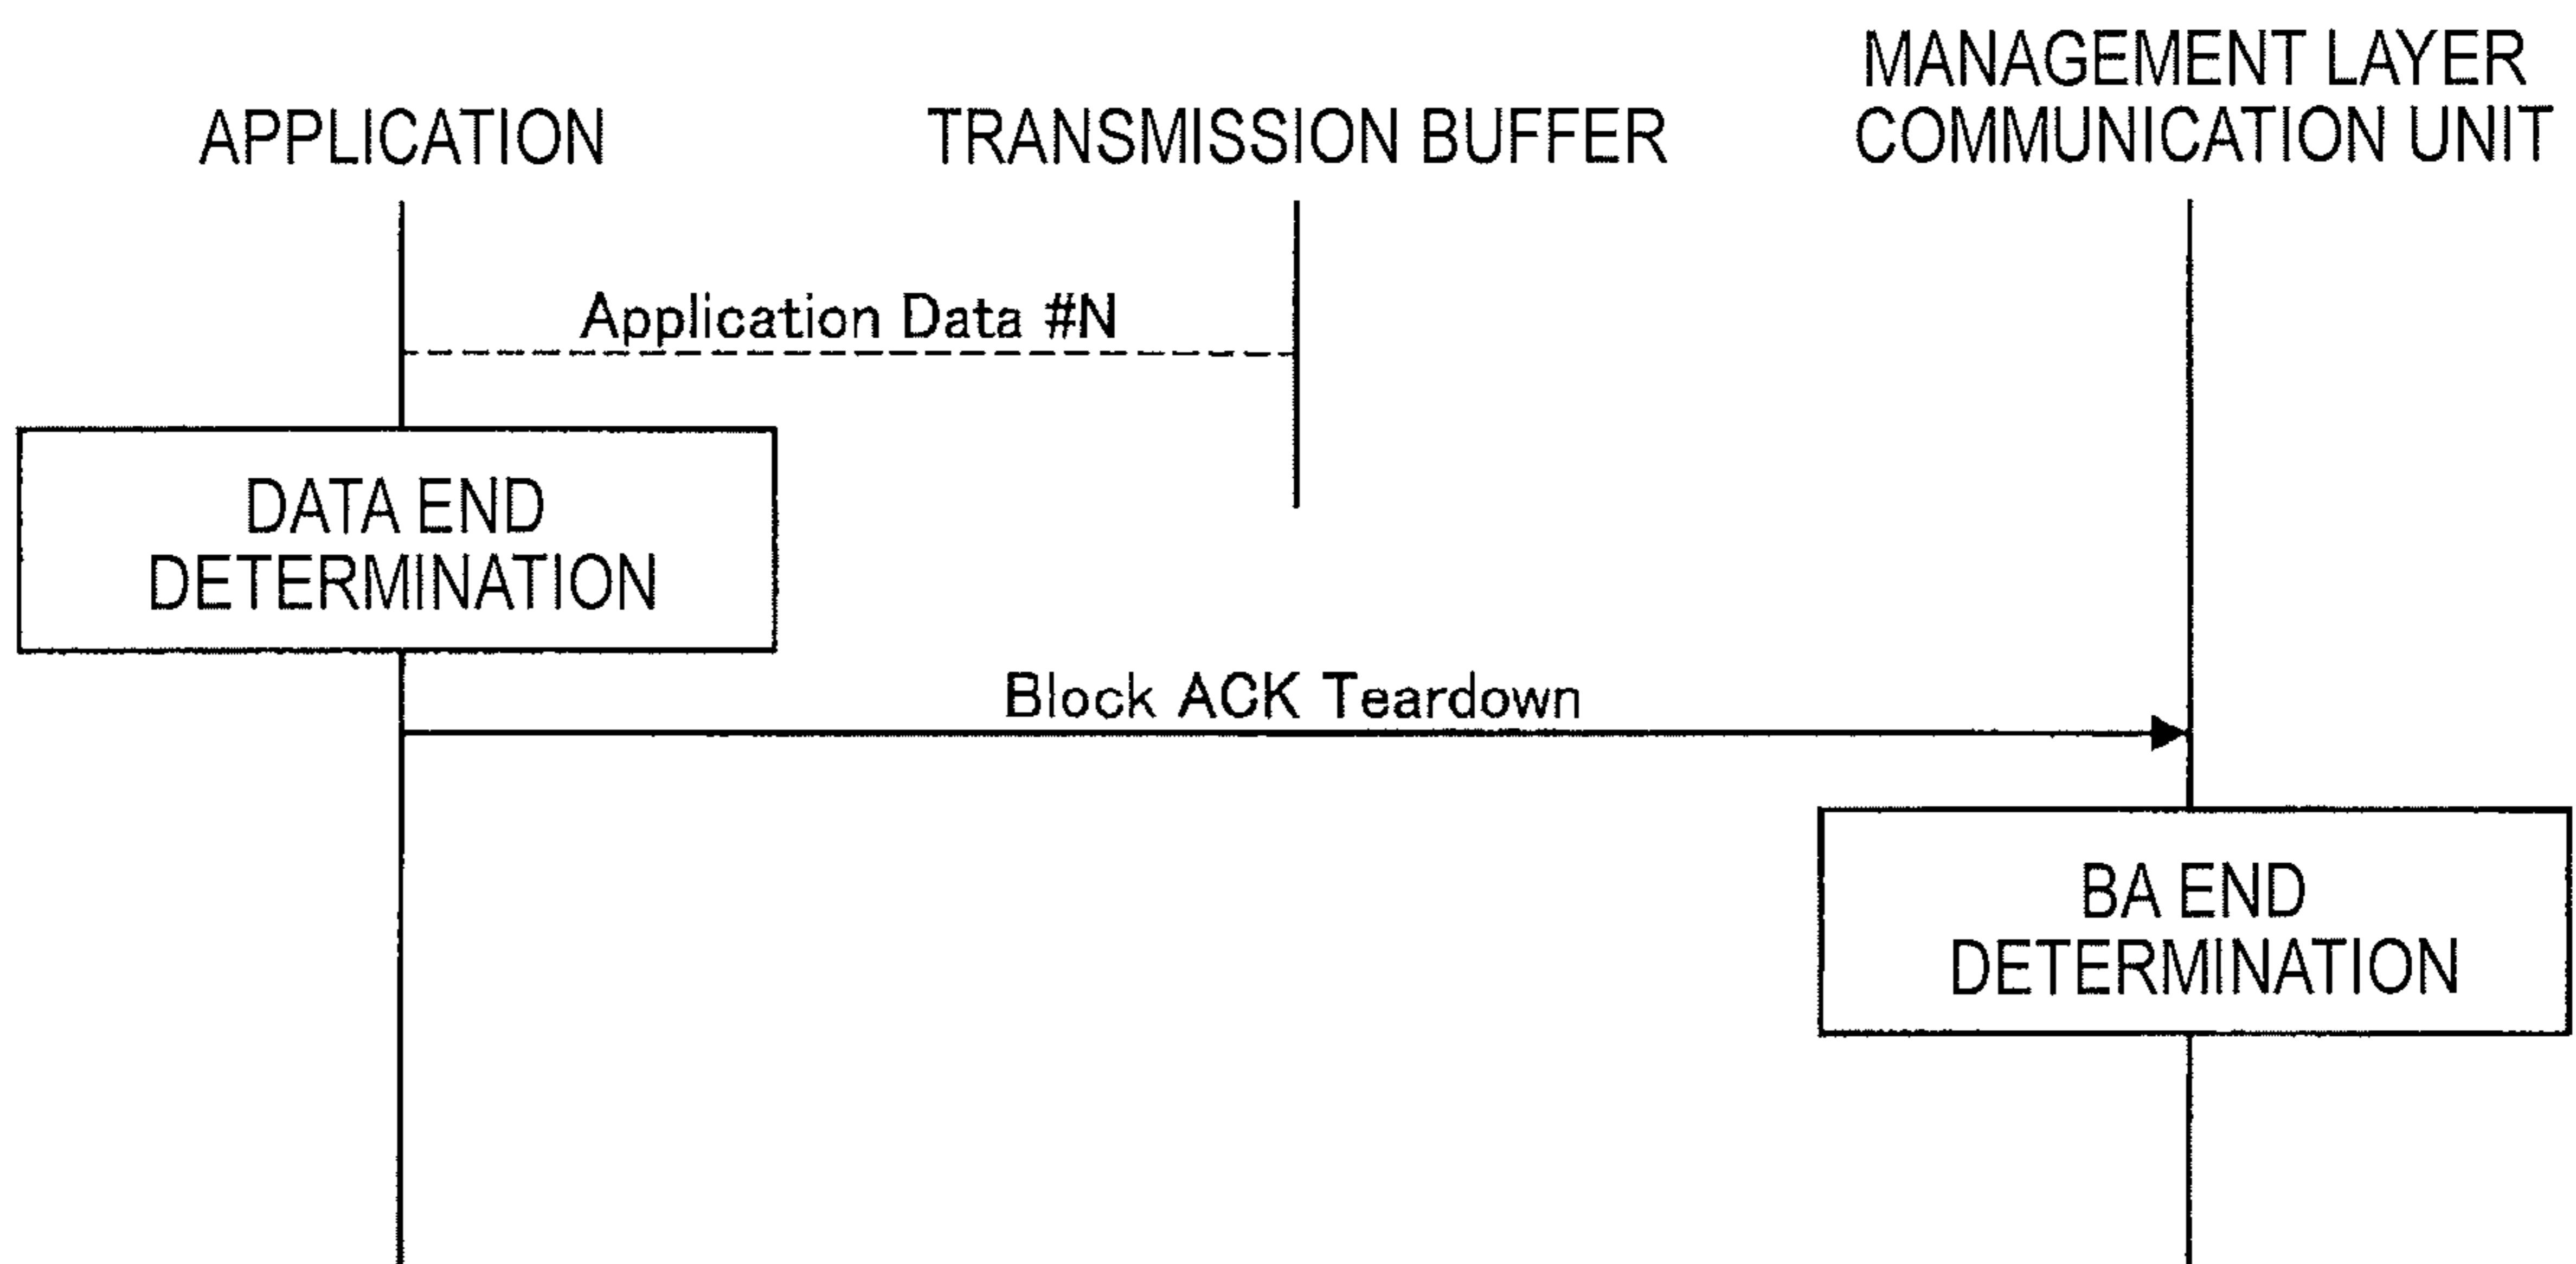 MANAGEMENT LAYER
APPLICATION
TRANSMISSION BUFFER
COMMUNICATION UNIT
Application Data #N
DATA END
DETERMINATION
Block ACK Teardown
BA END
DETERMINATION